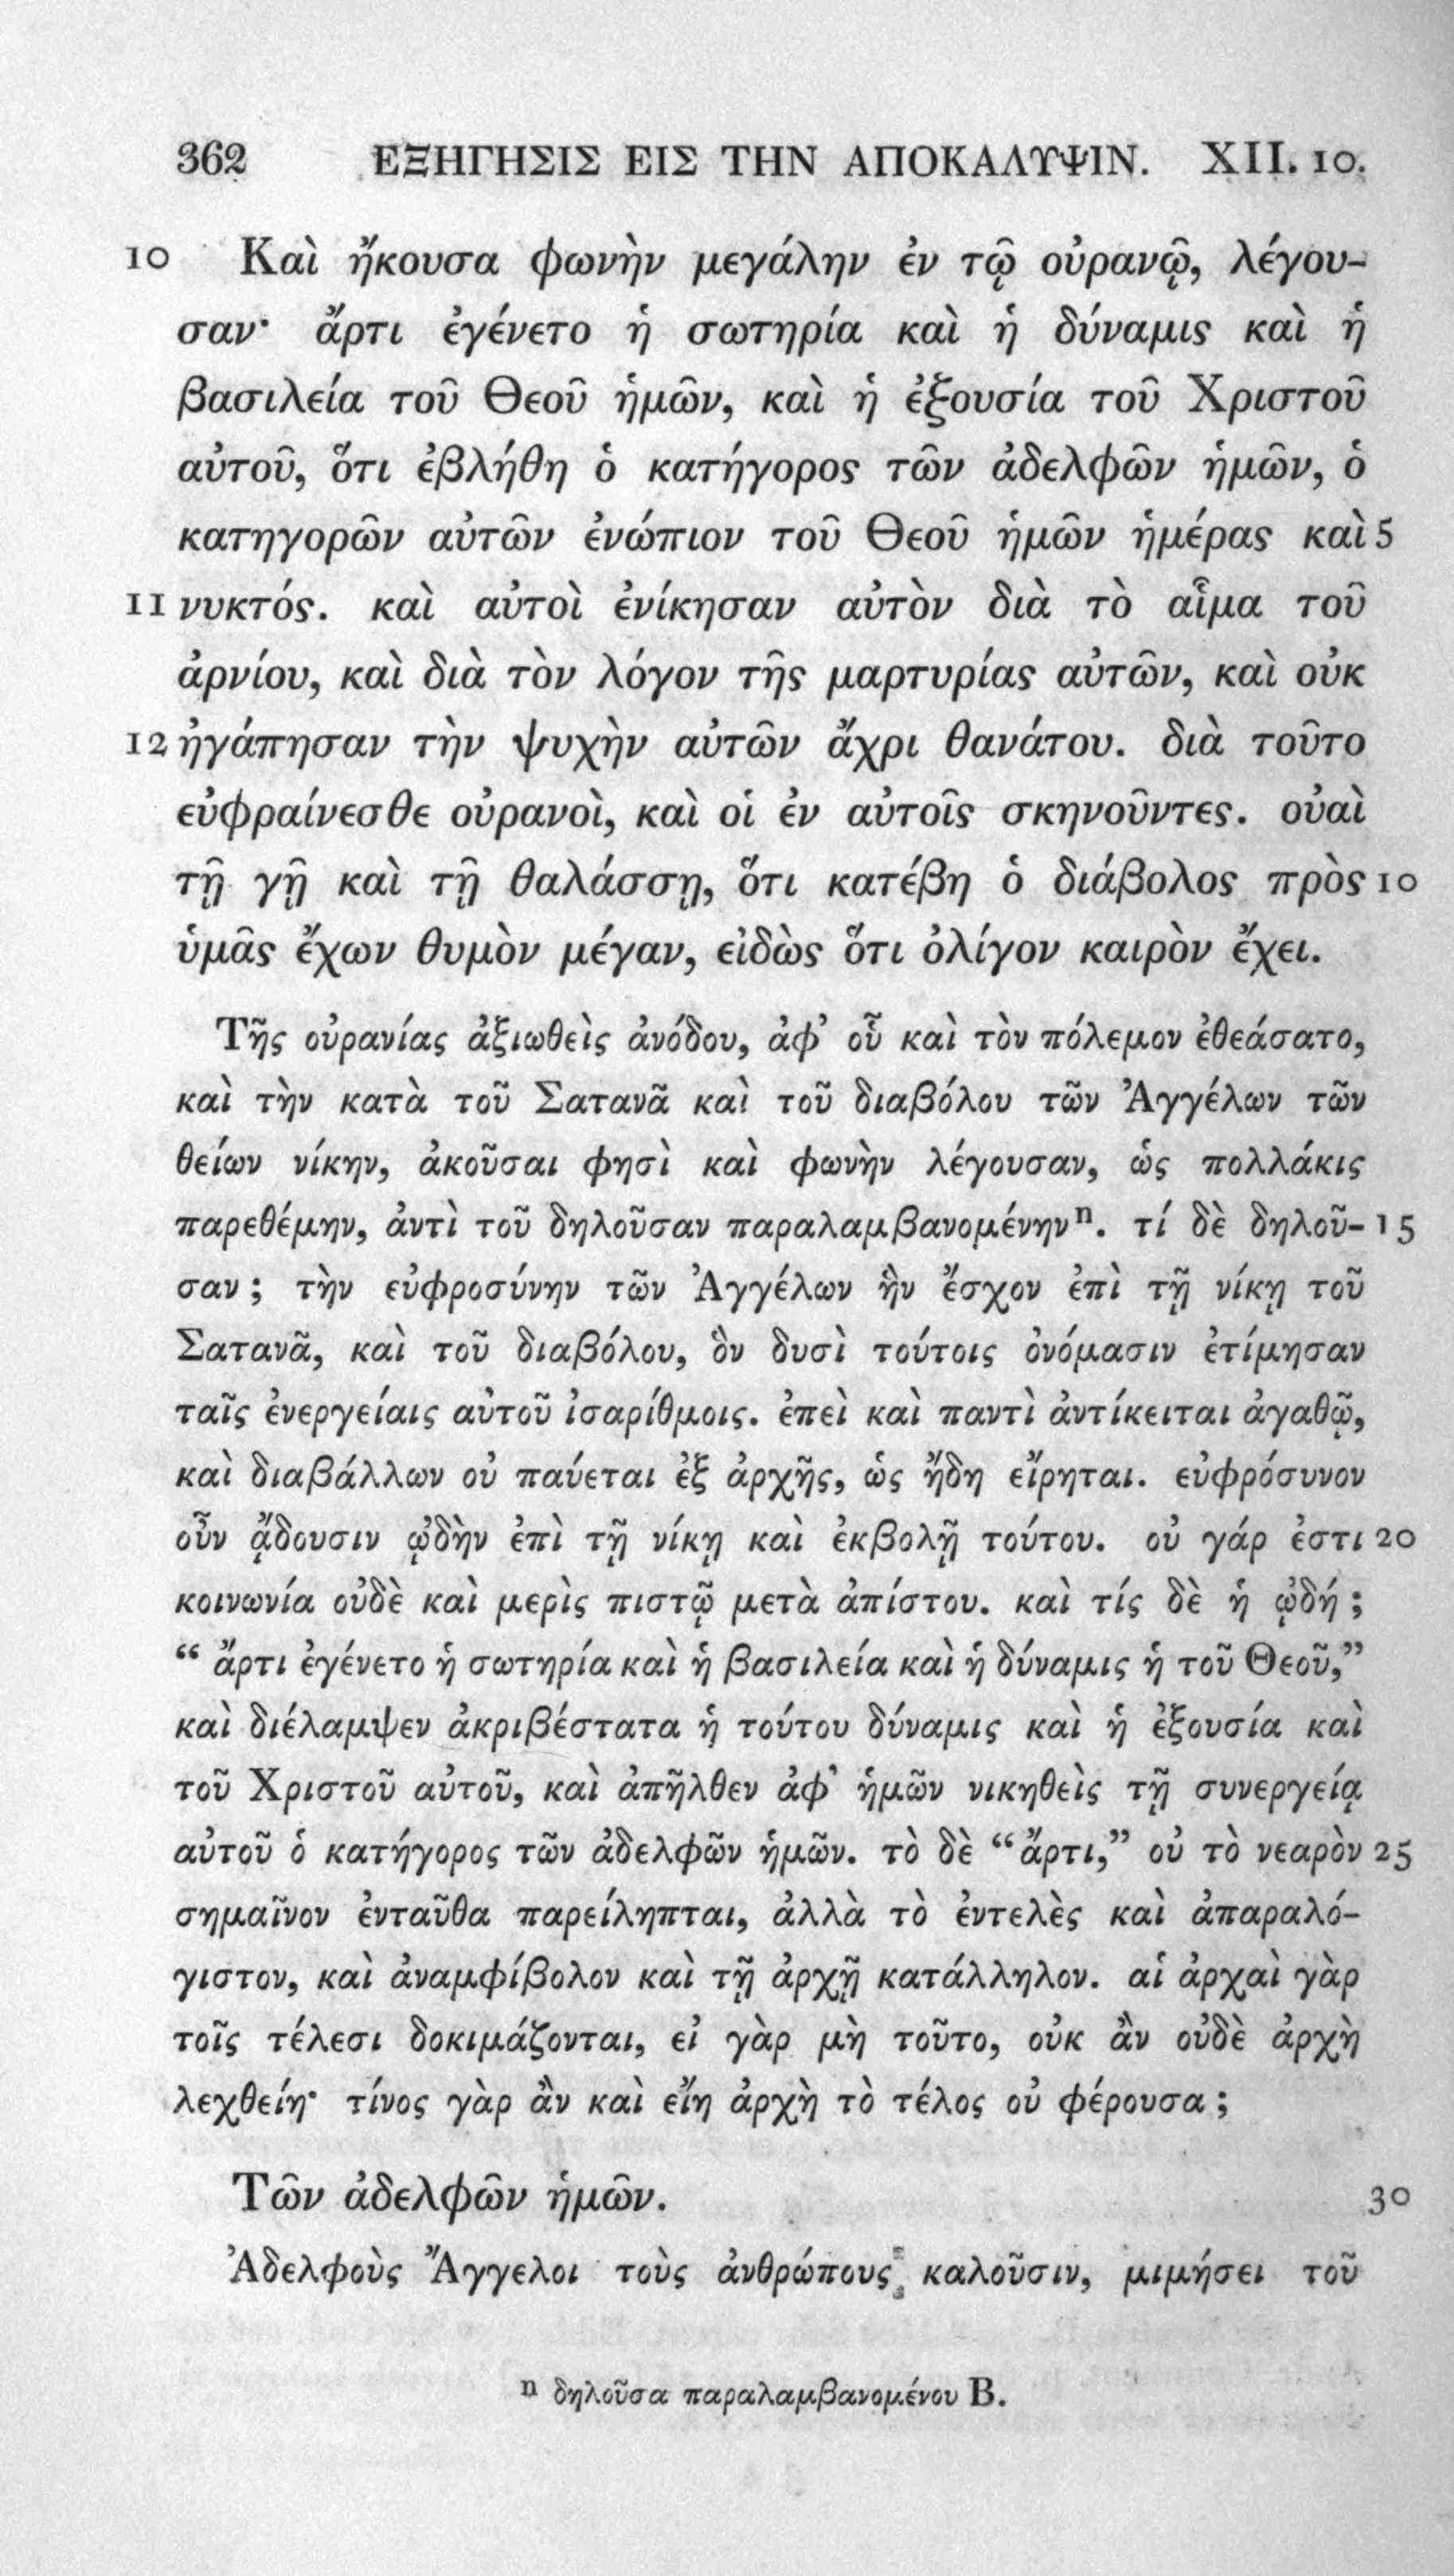 362 ΕΞΗΓΗΣΙΣ ΕΙΣ ΤΗΝ ΑΠΟΚΑΛΥΨΙΝ. XII. 10.
10 Καὶ ἤκουσα φωνὴν μεγάλην ἐν τῷ οὐρανῷ, λέγου-
σαν· ἄρτι ἐγένετο ἡ σωτηρία καὶ ἡ δύναμις καὶ ἡ
βασιλεία τοῦ Θεοῦ ἡμῶν, καὶ ἡ ἐξουσία τοῦ Χριστοῦ
αὐτοῦ, ὅτι ἐβλήθη ὁ κατήγορος τῶν ἀδελφῶν ἡμῶν, ὁ
κατηγορῶν αὐτῶν ἐνώπιον τοῦ Θεοῦ ἡμῶν ἡμέρας καὶ 5
11 νυκτός. καὶ αὐτοὶ ἐνίκησαν αὐτὸν διὰ τὸ αἷμα τοῦ
ἀρνίου, καὶ διὰ τὸν λόγον τῆς μαρτυρίας αὐτῶν, καὶ οὐκ
12 ἠγάπησαν τὴν ψυχὴν αὐτῶν ἄχρι θανάτου. διὰ τοῦτο
εὐφραίνεσθε οὐρανοὶ, καὶ οἱ ἐν αὐτοῖς σκηνοῦντες. οὐαὶ
τῇ γῇ καὶ τῇ θαλάσσῃ, ὅτι κατέβη ὁ διάβολος πρὸς 10
ὑμᾶς ἔχων θυμὸν μέγαν, εἰδὼς ὅτι ὀλίγον καιρὸν ἔχει.
Τῆς οὐρανίας ἀξιωθεὶς ἀνόδου, ἀφ’ οὗ καὶ τὸν πόλεμον ἐθεάσατο,
καὶ τὴν κατὰ τοῦ Σατανᾶ καὶ τοῦ διαβόλου τῶν Ἀγγέλων τῶν
θείων νίκην, ἀκοῦσαι φησὶ καὶ φωνὴν λέγουσαν, ὡς πολλάκις
παρεθέμην, ἀντὶ τοῦ δηλοῦσαν παραλαμβανομένην ⁿ. τί δὲ δηλοῦ- 15
σαν ; τὴν εὐφροσύνην τῶν Ἀγγέλων ἣν ἔσχον ἐπὶ τῇ νίκῃ τοῦ
Σατανᾶ, καὶ τοῦ διαβόλου, ὃν δυσὶ τούτοις ὀνόμασιν ἐτίμησαν
ταῖς ἐνεργείαις αὐτοῦ ἰσαρίθμοις. ἐπεὶ καὶ παντὶ ἀντίκειται ἀγαθῷ,
καὶ διαβάλλων οὐ παύεται ἐξ ἀρχῆς, ὡς ἤδη εἴρηται. εὐφρόσυνον
οὖν ᾄδουσιν ᾠδὴν ἐπὶ τῇ νίκῃ καὶ ἐκβολῇ τούτου. οὐ γάρ ἐστι 20
κοινωνία οὐδὲ καὶ μερὶς πιστῷ μετὰ ἀπίστου. καὶ τίς δὲ ἡ ᾠδή ;
“ ἄρτι ἐγένετο ἡ σωτηρία καὶ ἡ βασιλεία καὶ ἡ δύναμις ἡ τοῦ Θεοῦ,”
καὶ διέλαμψεν ἀκριβέστατα ἡ τούτου δύναμις καὶ ἡ ἐξουσία καὶ
τοῦ Χριστοῦ αὐτοῦ, καὶ ἀπῆλθεν ἀφ’ ἡμῶν νικηθεὶς τῇ συνεργείᾳ
αὐτοῦ ὁ κατήγορος τῶν ἀδελφῶν ἡμῶν. τὸ δὲ “ ἄρτι,” οὐ τὸ νεαρὸν 25
σημαῖνον ἐνταῦθα παρείληπται, ἀλλὰ τὸ ἐντελὲς καὶ ἀπαραλό-
γιστον, καὶ ἀναμφίβολον καὶ τῇ ἀρχῇ κατάλληλον. αἱ ἀρχαὶ γὰρ
τοῖς τέλεσι δοκιμάζονται, εἰ γὰρ μὴ τοῦτο, οὐκ ἂν οὐδὲ ἀρχὴ
λεχθείη· τίνος γὰρ ἂν καὶ εἴη ἀρχὴ τὸ τέλος οὐ φέρουσα ;
Τῶν ἀδελφῶν ἡμῶν. 30
Ἀδελφοὺς Ἄγγελοι τοὺς ἀνθρώπους καλοῦσιν, μιμήσει τοῦ
ⁿ δηλοῦσα παραλαμβανομένου B.